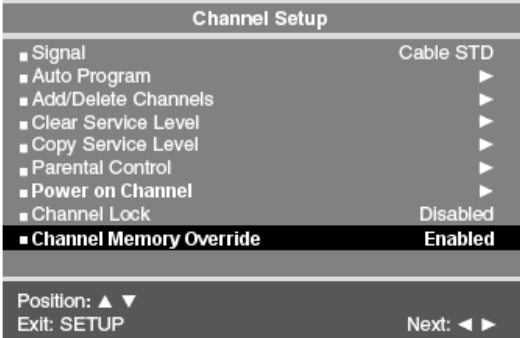 Channel Setup
Signal Cable STD
Auto Program ▶
Add/Delete Channels ▶
Clear Service Level ▶
Copy Service Level ▶
Parental Control ▶
Power on Channel ▶
Channel Lock Disabled
Channel Memory Override Enabled
Position: ▲ ▼
Exit: SETUP Next: ◀ ▶